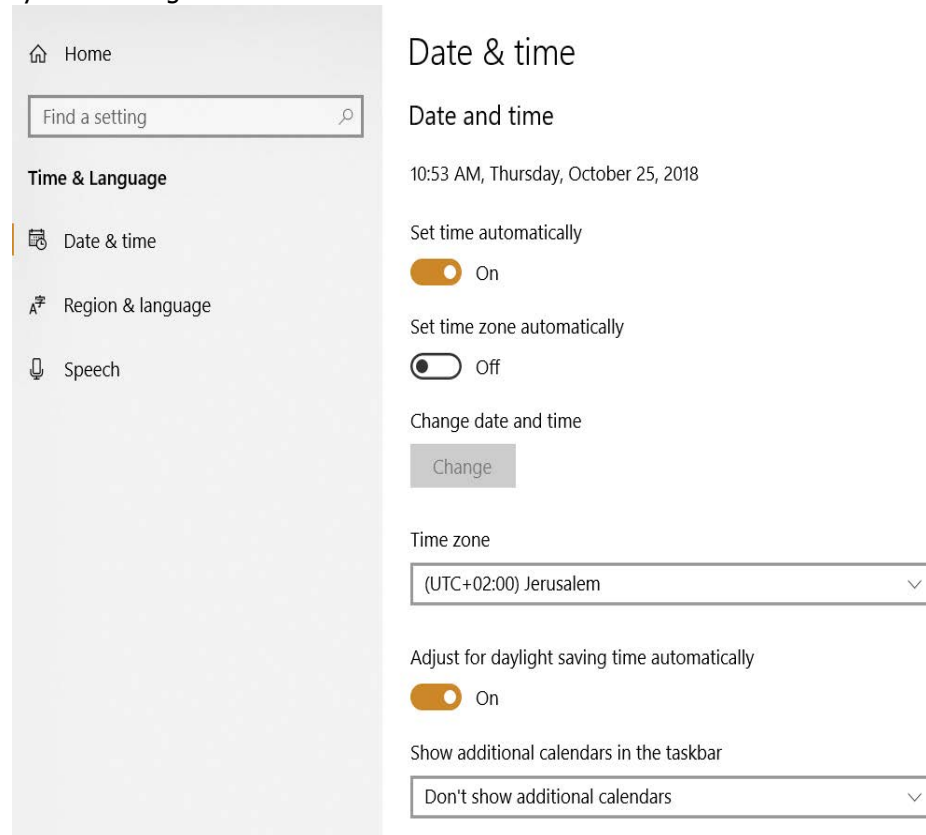 Home
Find a setting
Time & Language
Date & time
Region & language
Speech
Date & time
Date and time
10:53 AM, Thursday, October 25, 2018
Set time automatically
On
Set time zone automatically
Off
Change date and time
Change
Time zone
(UTC+02:00) Jerusalem
Adjust for daylight saving time automatically
On
Show additional calendars in the taskbar
Don't show additional calendars